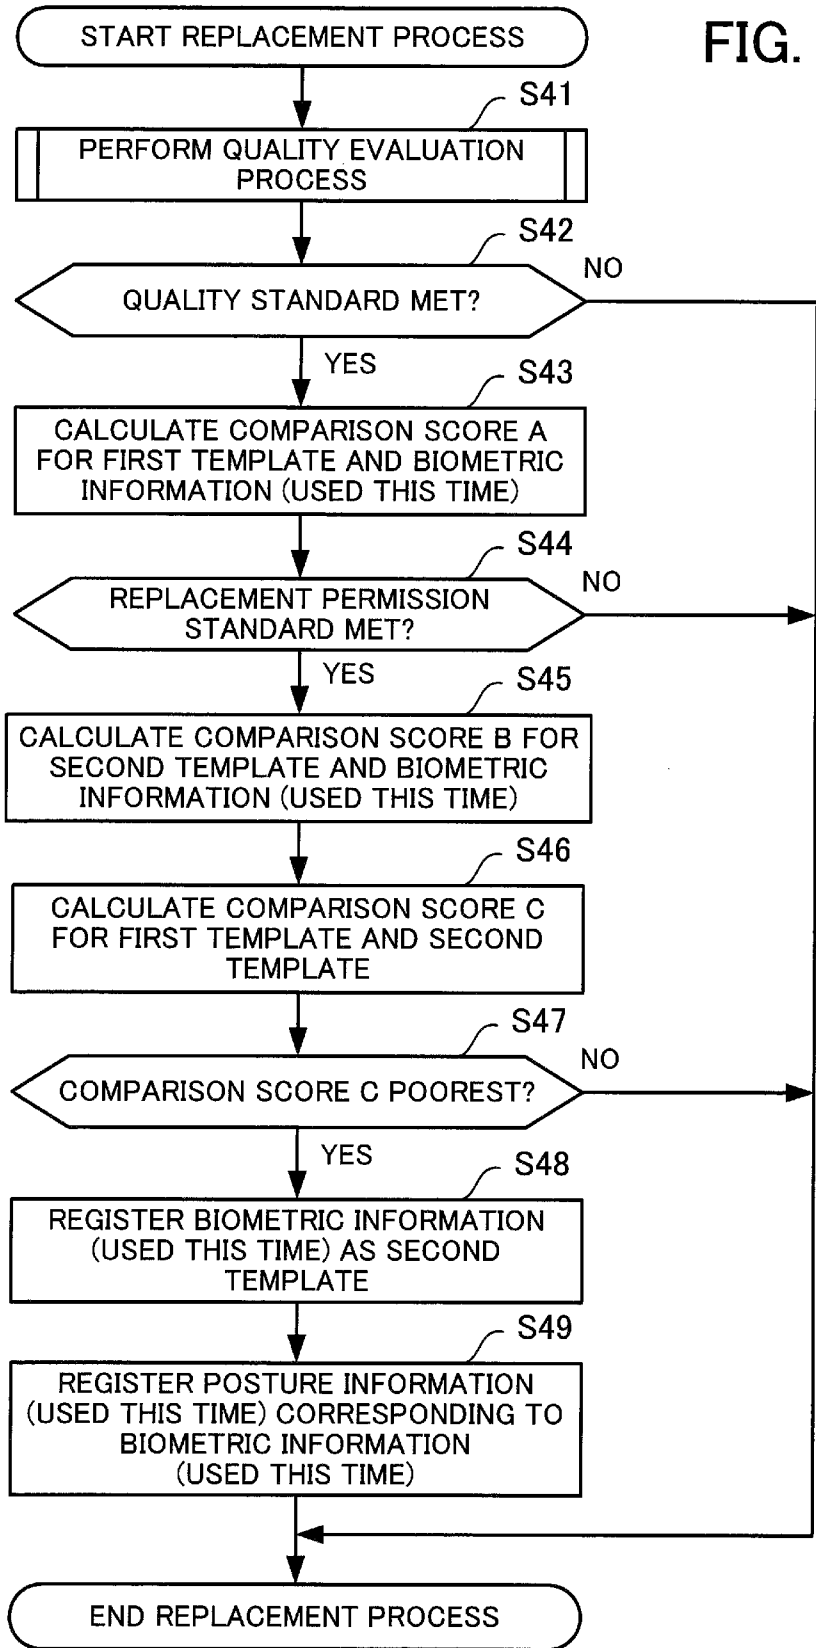 START REPLACEMENT PROCESS
FIG.
S41
PERFORM QUALITY EVALUATION
PROCESS
S42
QUALITY STANDARD MET?
NO
YES
S43
CALCULATE COMPARISON SCORE A
FOR FIRST TEMPLATE AND BIOMETRIC
INFORMATION (USED THIS TIME)
S44
REPLACEMENT PERMISSION
STANDARD MET?
NO
YES
S45
CALCULATE COMPARISON SCORE B FOR
SECOND TEMPLATE AND BIOMETRIC
INFORMATION (USED THIS TIME)
S46
CALCULATE COMPARISON SCORE C
FOR FIRST TEMPLATE AND SECOND
TEMPLATE
S47
COMPARISON SCORE C POOREST?
NO
YES
S48
REGISTER BIOMETRIC INFORMATION
(USED THIS TIME) AS SECOND
TEMPLATE
S49
REGISTER POSTURE INFORMATION
(USED THIS TIME) CORRESPONDING TO
BIOMETRIC INFORMATION
(USED THIS TIME)
END REPLACEMENT PROCESS